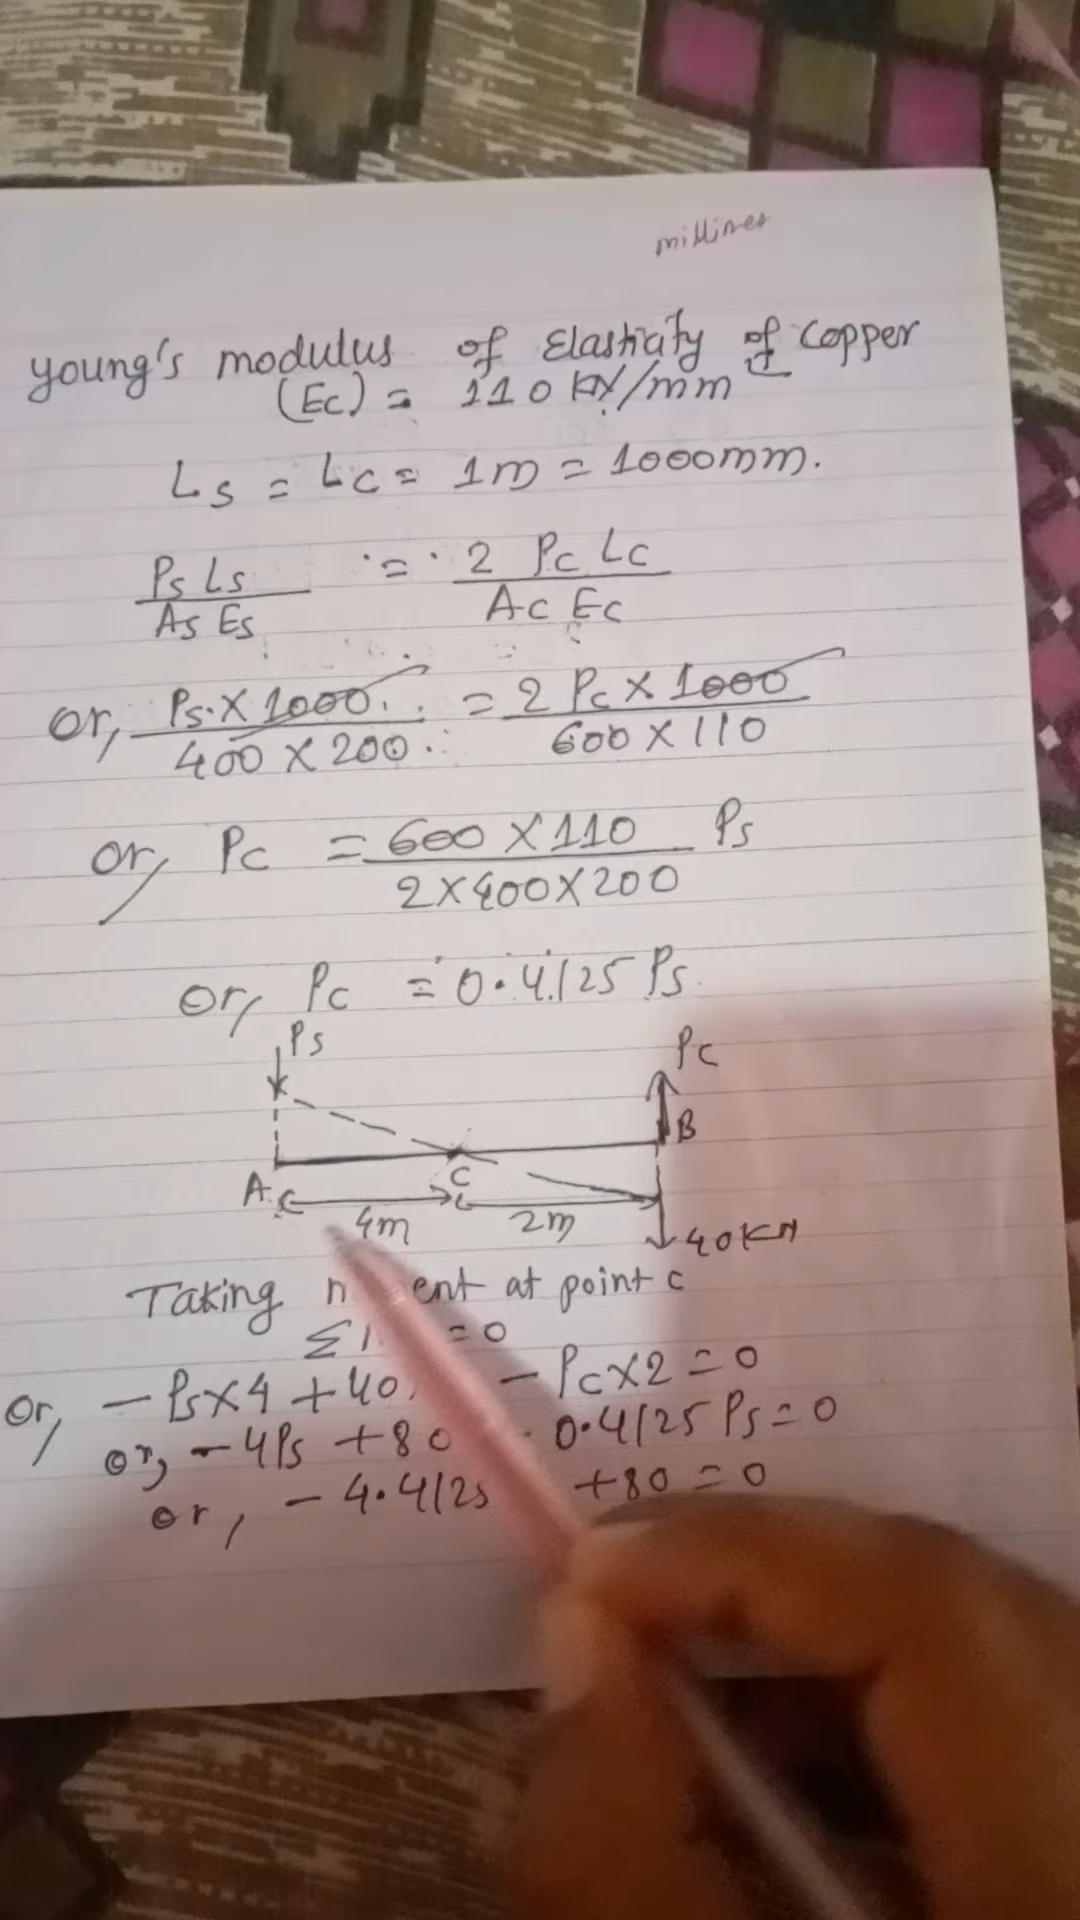 millines
young's modulus of Elasticity of copper
(Ec) = 110 kN/mm²
Ls = Lc = 1m = 1000mm.
Ps Ls / As Es = 2 Pc Lc / Ac Ec
or, Ps × 1000 / 400 × 200 = 2 Pc × 1000 / 600 × 110
or, Pc = 600 × 110 / 2×400×200 Ps
or, Pc = 0.4125 Ps
Ps
Pc
B
A
C
4m
2m
40KN
Taking at point c
= 0
or, - Ps×4 + 40 - Pc×2 = 0
or, - 4Ps + 80 0.4125 Ps = 0
or, - 4.4125 + 80 = 0